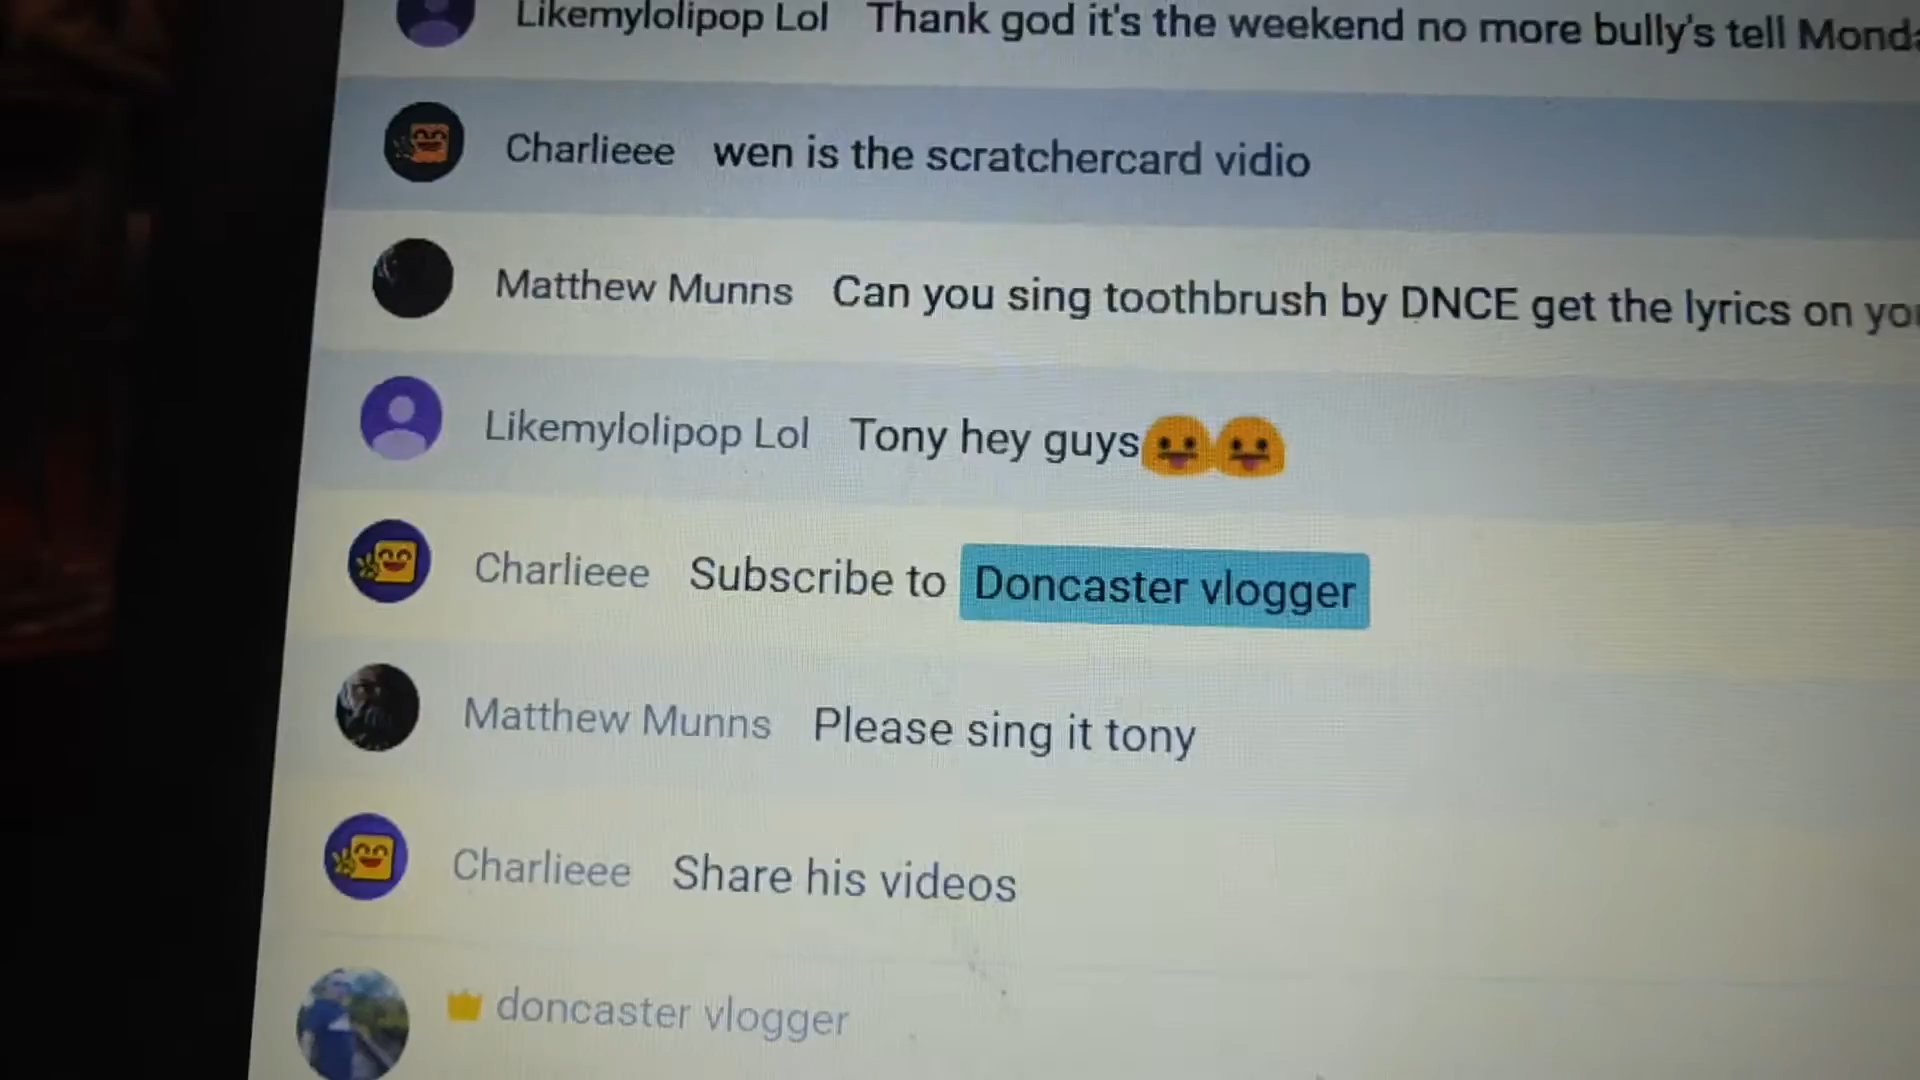 Likemylolipop Lol Thank god it's the weekend no more bully's tell
Charlieee wen is the scratchercard vidio
Matthew Munns Can you sing toothbrush by DNCE get the lyrics on
Likemylolipop Lol Tony hey guys😛😛
Charlieee Subscribe to Doncaster vlogger
Matthew Munns Please sing it tony
Charlieee Share his videos
doncaster vlogger